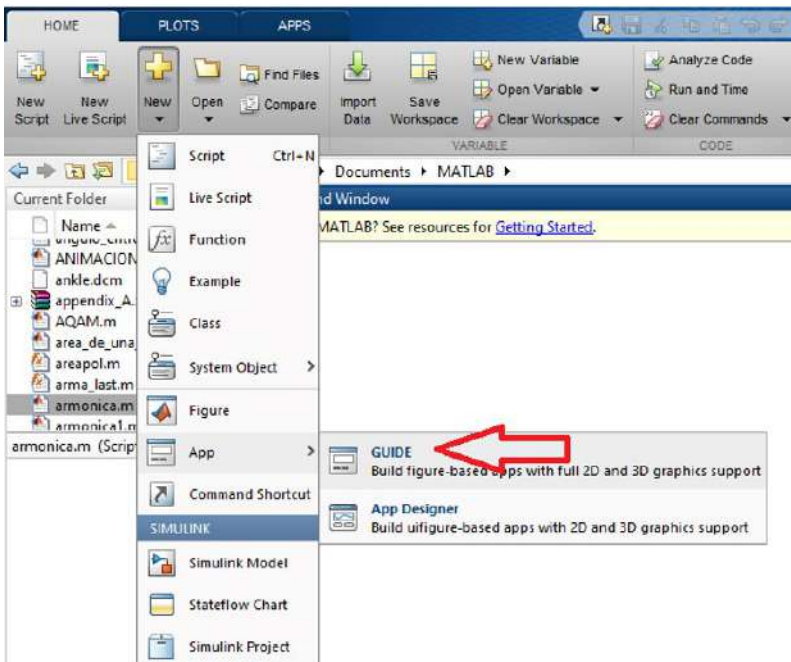 HOME PLOTS APPS
New Script
New Live Script
New
Open
Find Files
Compare
Import Data
Save Workspace
New Variable
Open Variable
Clear Workspace
VARIABLE
Analyze Code
Run and Time
Clear Commands
CODE
Documents MATLAB
Current Folder
d Window
Name
MATLAB? See resources for Getting Started.
ANIMACION
ankle.dcm
appendix_A.
AQAM.m
area_de_una_
areapol.m
arma_last.m
armonica.m
armonica1.m
armonica.m (Scrip
Script Ctrl+N
Live Script
fx Function
Example
Class
System Object
Figure
App
Command Shortcut
SIMULINK
Simulink Model
Stateflow Chart
Simulink Project
GUIDE
Build figure-based apps with full 2D and 3D graphics support
App Designer
Build uifigure-based apps with 2D and 3D graphics support